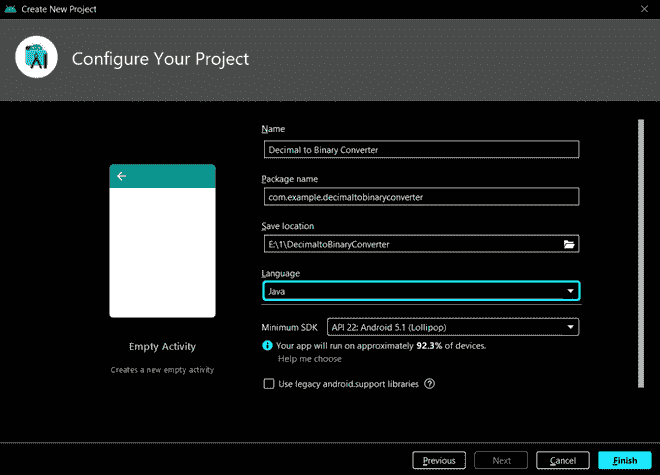 Create New Project
Configure Your Project
Name
Decimal to Binary Converter
Package name
com.example.decimaltobinaryconverter
Save location
E:\1\DecimaltoBinaryConverter
Language
Java
Minimum SDK
API 22: Android 5.1 (Lollipop)
Your app will run on approximately 92.3% of devices.
Help me choose
Use legacy android.support libraries
Empty Activity
Creates a new empty activity
Previous
Next
Cancel
Finish